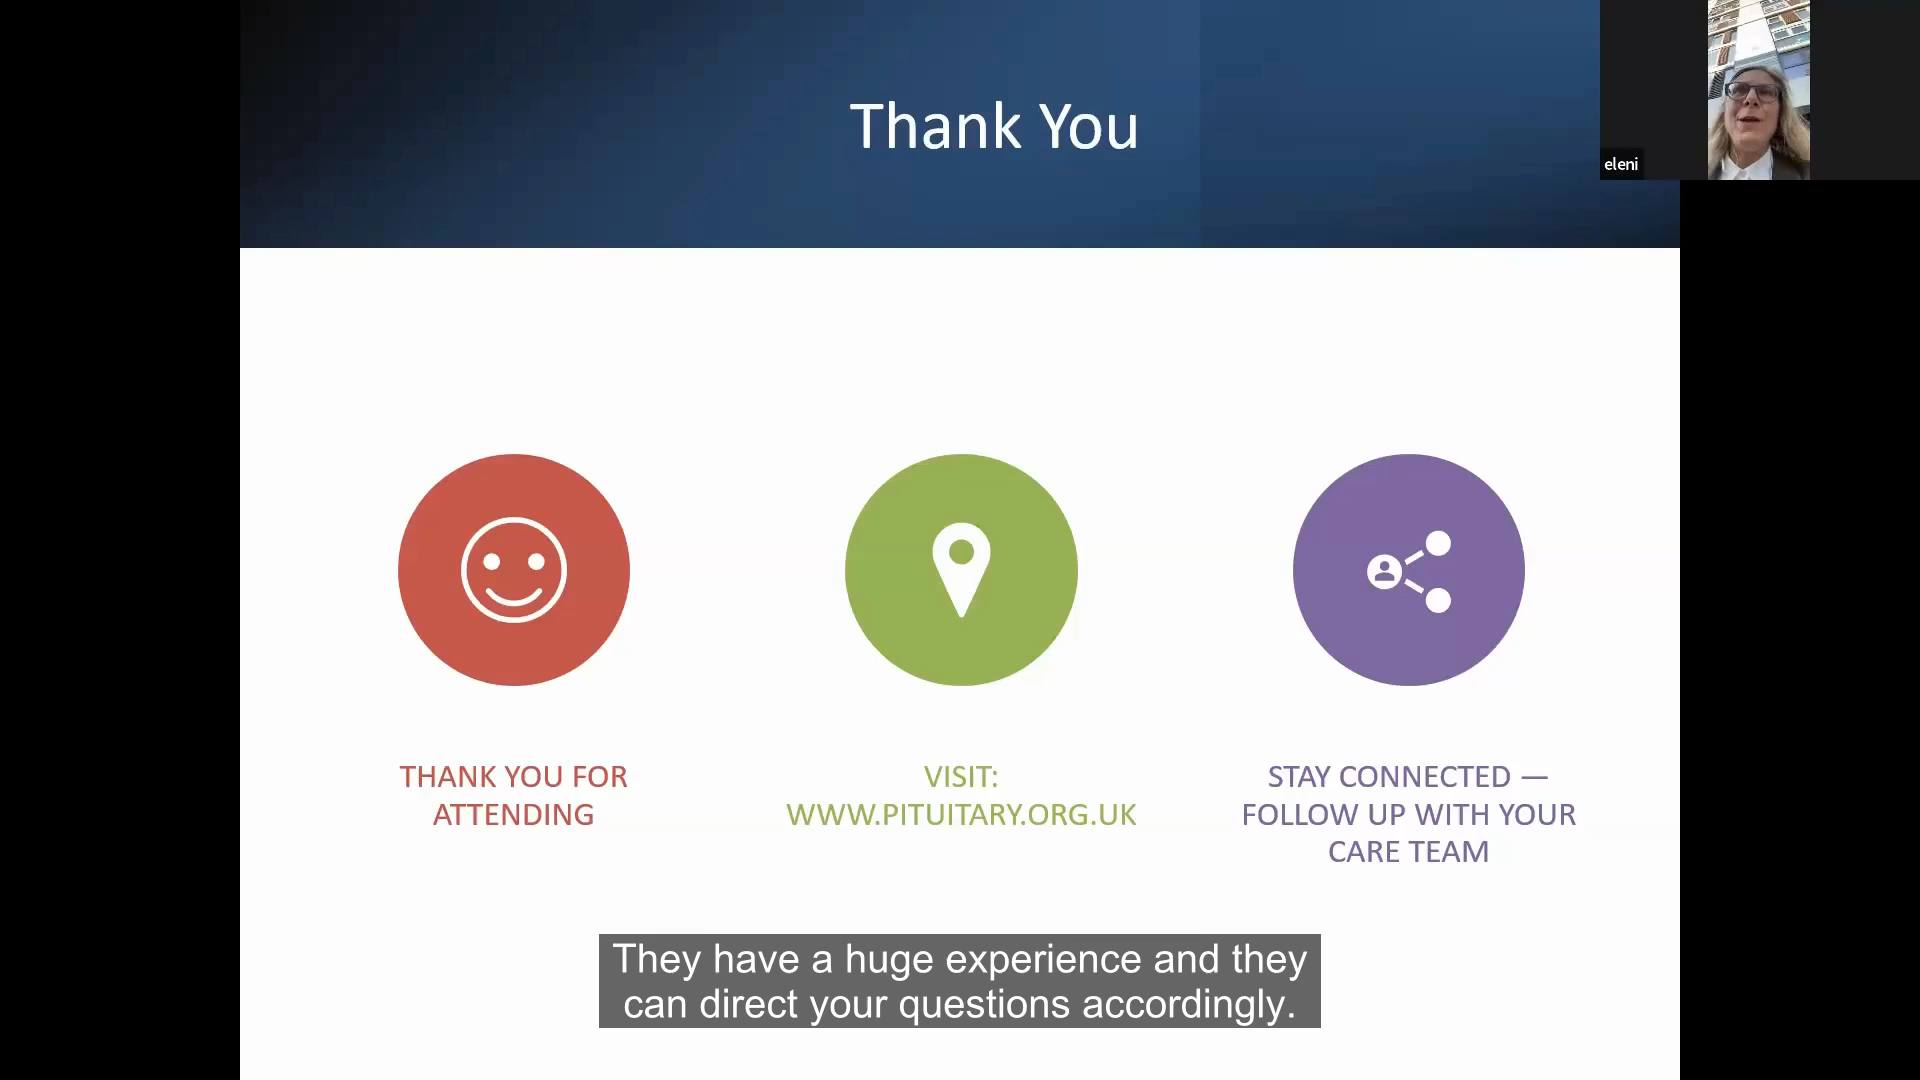 Thank You
eleni
THANK YOU FOR
ATTENDING
VISIT:
WWW.PITUITARY.ORG.UK
STAY CONNECTED —
FOLLOW UP WITH YOUR
CARE TEAM
They have a huge experience and they
can direct your questions accordingly.